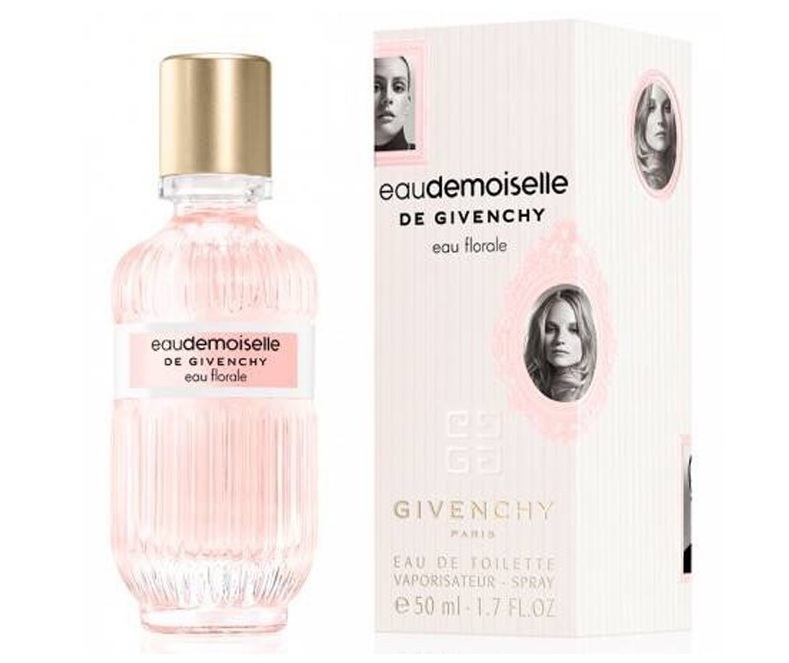 eaudemoiselle
DE GIVENCHY
eau florale
eaudemoiselle
DE GIVENCHY
eau florale
GIVENCHY
PARIS
EAU DE TOILETTE
VAPORISATEUR - SPRAY
e 50 ml - 1.7 FL.OZ